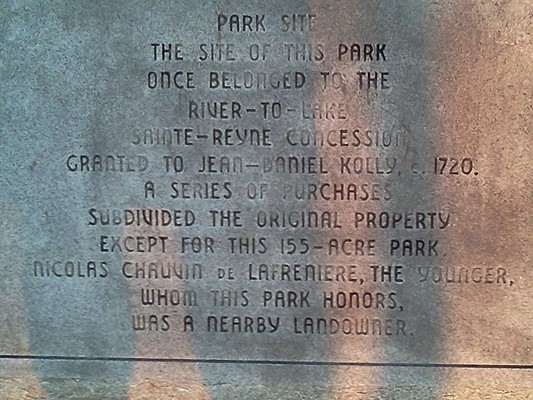 PARK SITE
THE SITE OF THIS PARK
ONCE BELONGED TO THE
RIVER-TO-LAKE
SAINTE-REYNE CONCESSION
GRANTED TO JEAN-DANIEL KOLLY, C. 1720.
A SERIES OF PURCHASES
SUBDIVIDED THE ORIGINAL PROPERTY
EXCEPT FOR THIS 155-ACRE PARK.
NICOLAS CHAUVIN DE LAFRENIERE, THE YOUNGER,
WHOM THIS PARK HONORS,
WAS A NEARBY LANDOWNER.